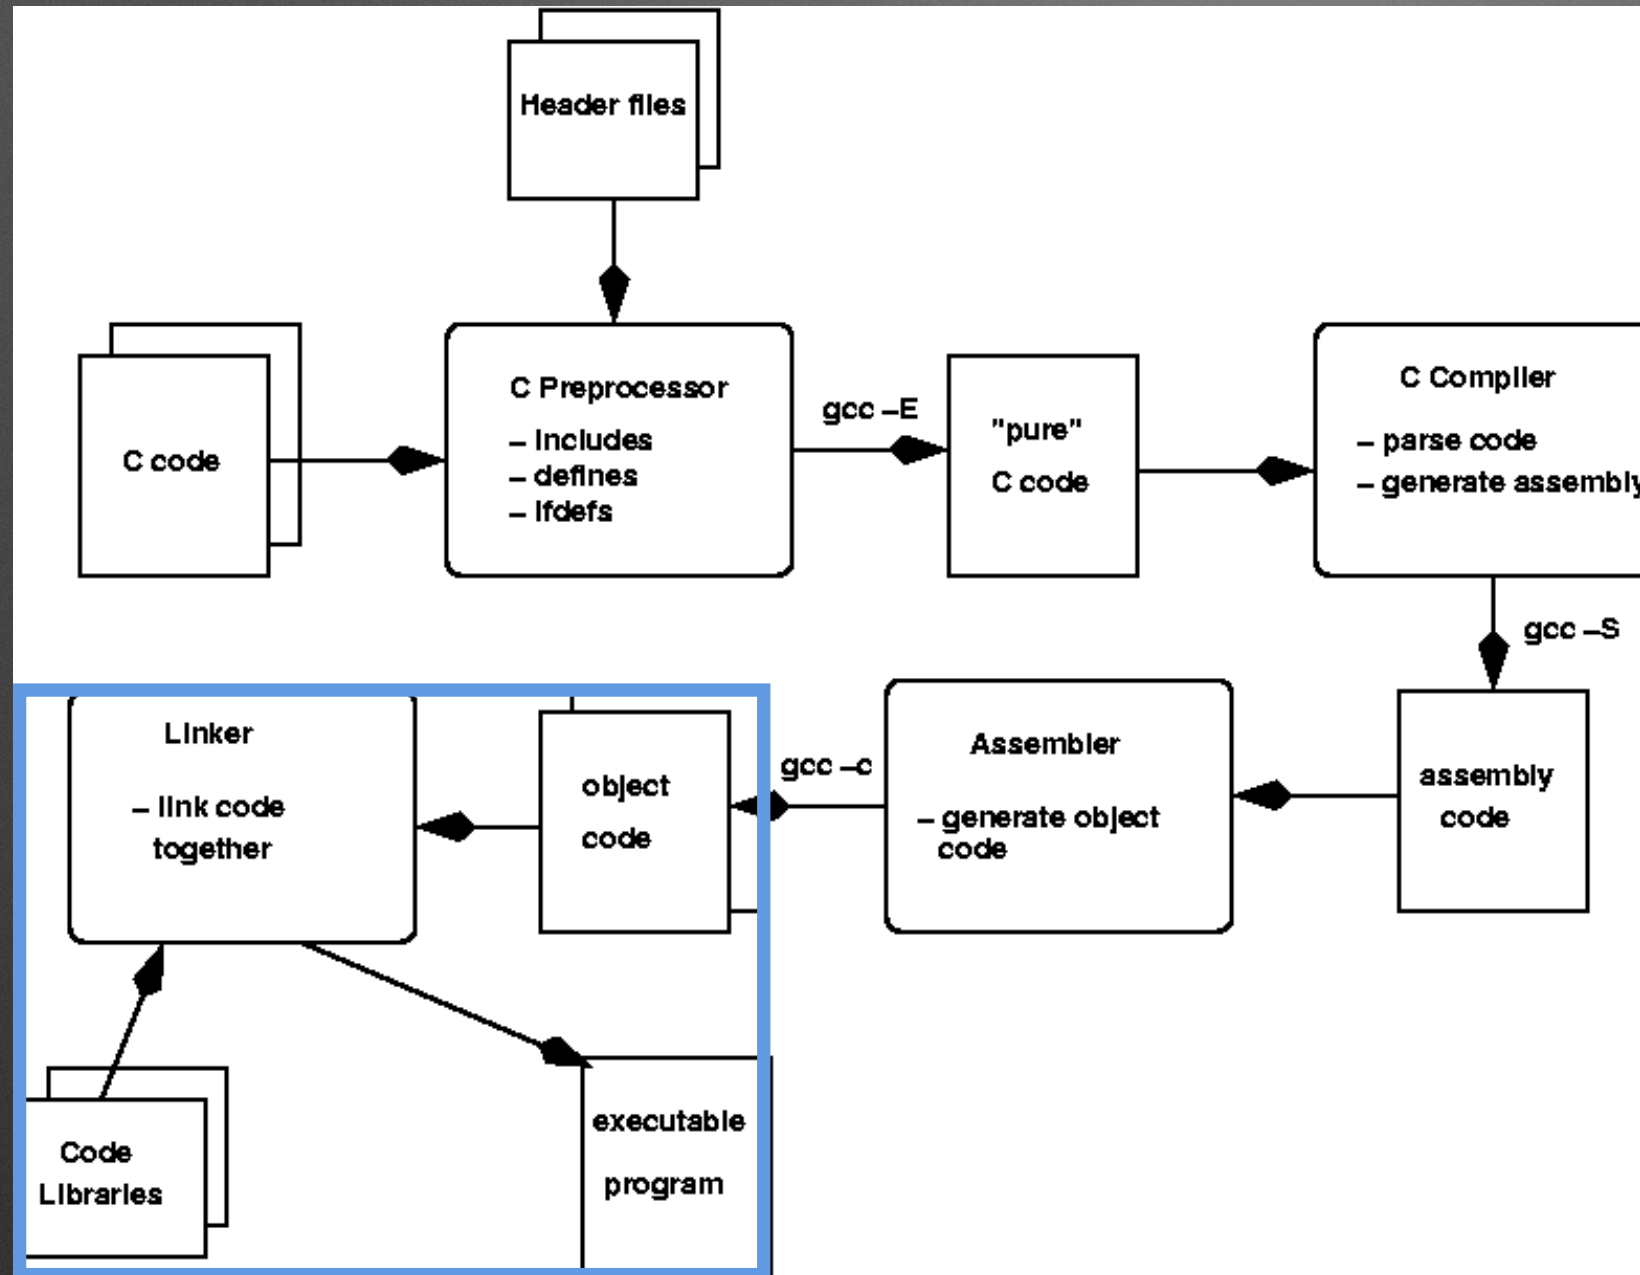 Header files
C code
C Preprocessor
– includes
– defines
– ifdefs
gcc –E
"pure"
C code
C Compiler
– parse code
– generate assembly
gcc –S
Linker
– link code
together
object
code
gcc –c
Assembler
– generate object
code
assembly
code
Code
Libraries
executable
program